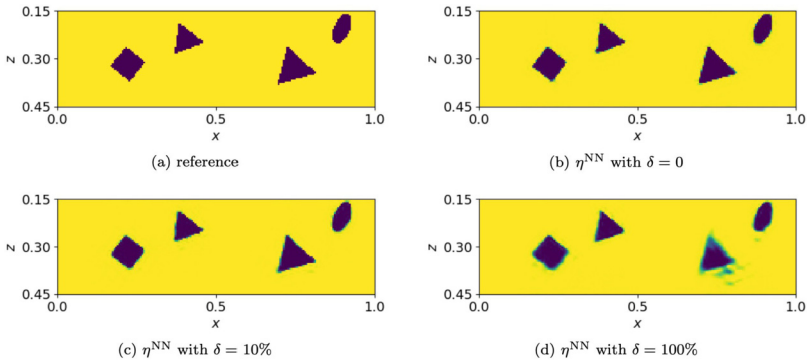 0.15
0.30
0.45
z
0.0
0.5
1.0
x
(a) reference
0.15
0.30
0.45
z
0.0
0.5
1.0
x
(b) η^NN with δ = 0
0.15
0.30
0.45
z
0.0
0.5
1.0
x
(c) η^NN with δ = 10%
0.15
0.30
0.45
z
0.0
0.5
1.0
x
(d) η^NN with δ = 100%